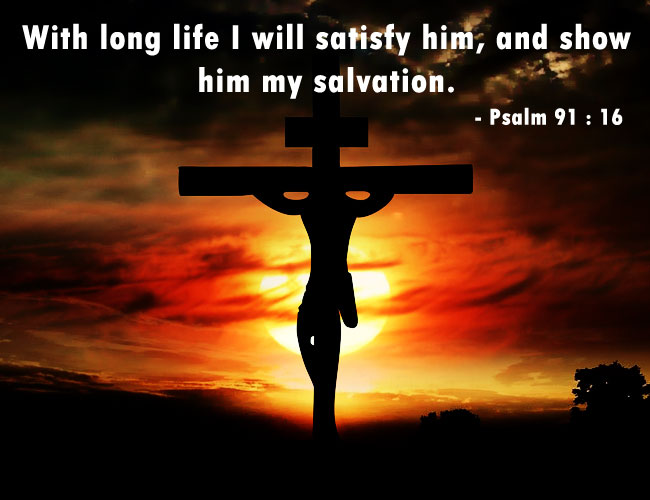 With long life I will satisfy him, and show
him my salvation.
- Psalm 91 : 16